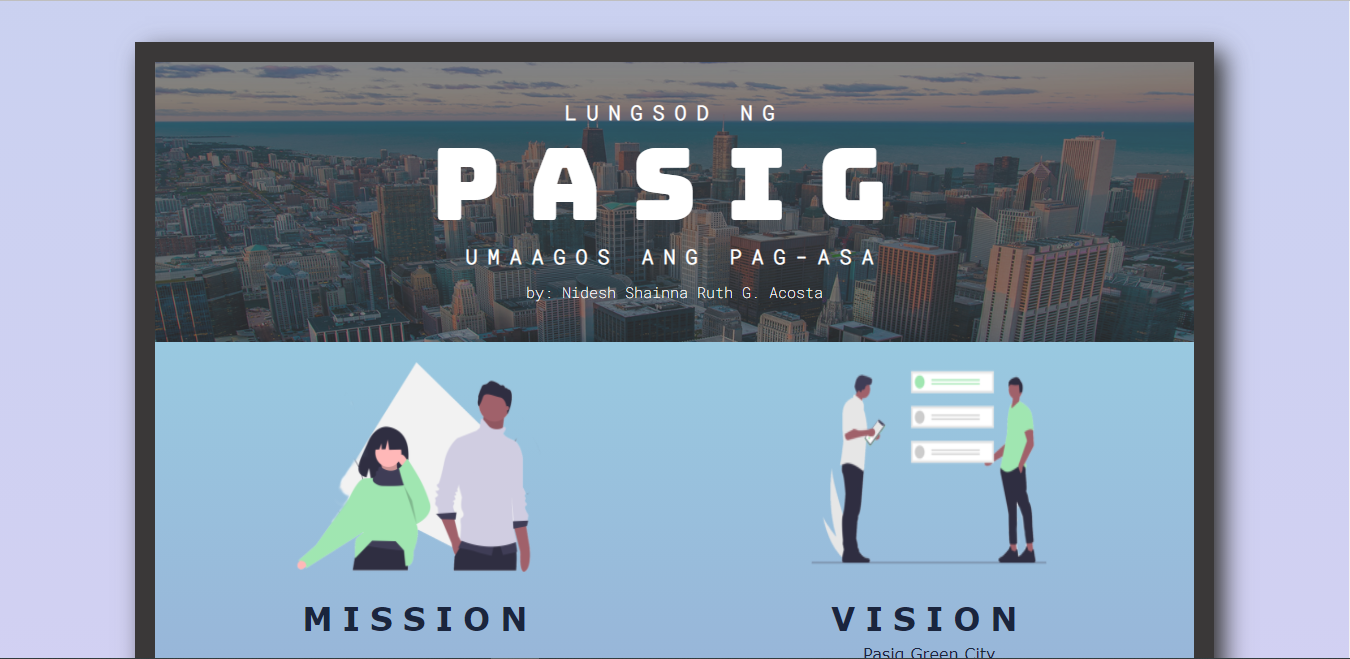 LUNGSOD NG
PASIG
UMAAGOS ANG PAG-ASA
by: Nidesh Shainna Ruth G. Acosta
MISSION
VISION
Pasig Green City